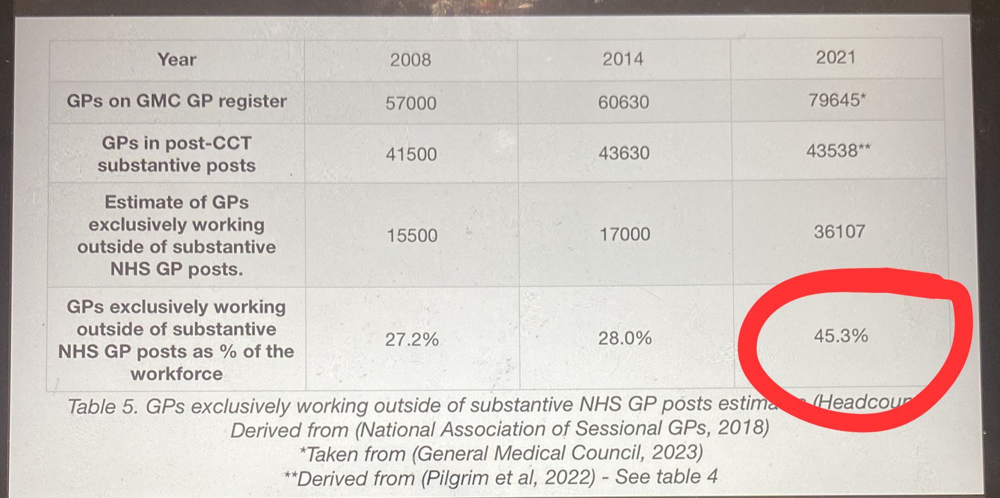 Year 2008 2014 2021
GPs on GMC GP register 57000 60630 79645*
GPs in post-CCT
substantive posts 41500 43630 43538**
Estimate of GPs
exclusively working
outside of substantive
NHS GP posts. 15500 17000 36107
GPs exclusively working
outside of substantive
NHS GP posts as % of the
workforce 27.2% 28.0% 45.3%
Table 5. GPs exclusively working outside of substantive NHS GP posts
Derived from (National Association of Sessional GPs, 2018)
*Taken from (General Medical Council, 2023)
**Derived from (Pilgrim et al, 2022) - See table 4